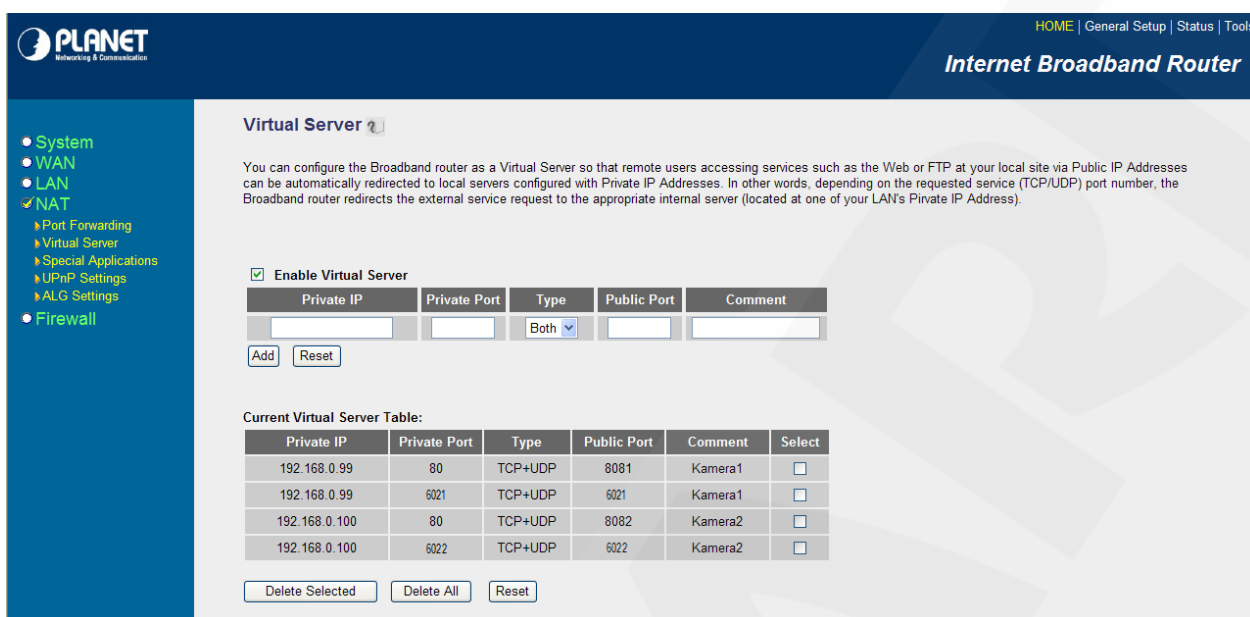 PLANET
Networking & Communication
HOME | General Setup | Status | Tools
Internet Broadband Router
System
WAN
LAN
NAT
Port Forwarding
Virtual Server
Special Applications
UPnP Settings
ALG Settings
Firewall
Virtual Server
You can configure the Broadband router as a Virtual Server so that remote users accessing services such as the Web or FTP at your local site via Public IP Addresses
can be automatically redirected to local servers configured with Private IP Addresses. In other words, depending on the requested service (TCP/UDP) port number, the
Broadband router redirects the external service request to the appropriate internal server (located at one of your LAN's Pirivate IP Address).
Enable Virtual Server
Private IP Private Port Type Public Port Comment
Both
Add Reset
Current Virtual Server Table:
Private IP Private Port Type Public Port Comment Select
192.168.0.99 80 TCP+UDP 8081 Kamera1
192.168.0.99 6021 TCP+UDP 6021 Kamera1
192.168.0.100 80 TCP+UDP 8082 Kamera2
192.168.0.100 6022 TCP+UDP 6022 Kamera2
Delete Selected Delete All Reset